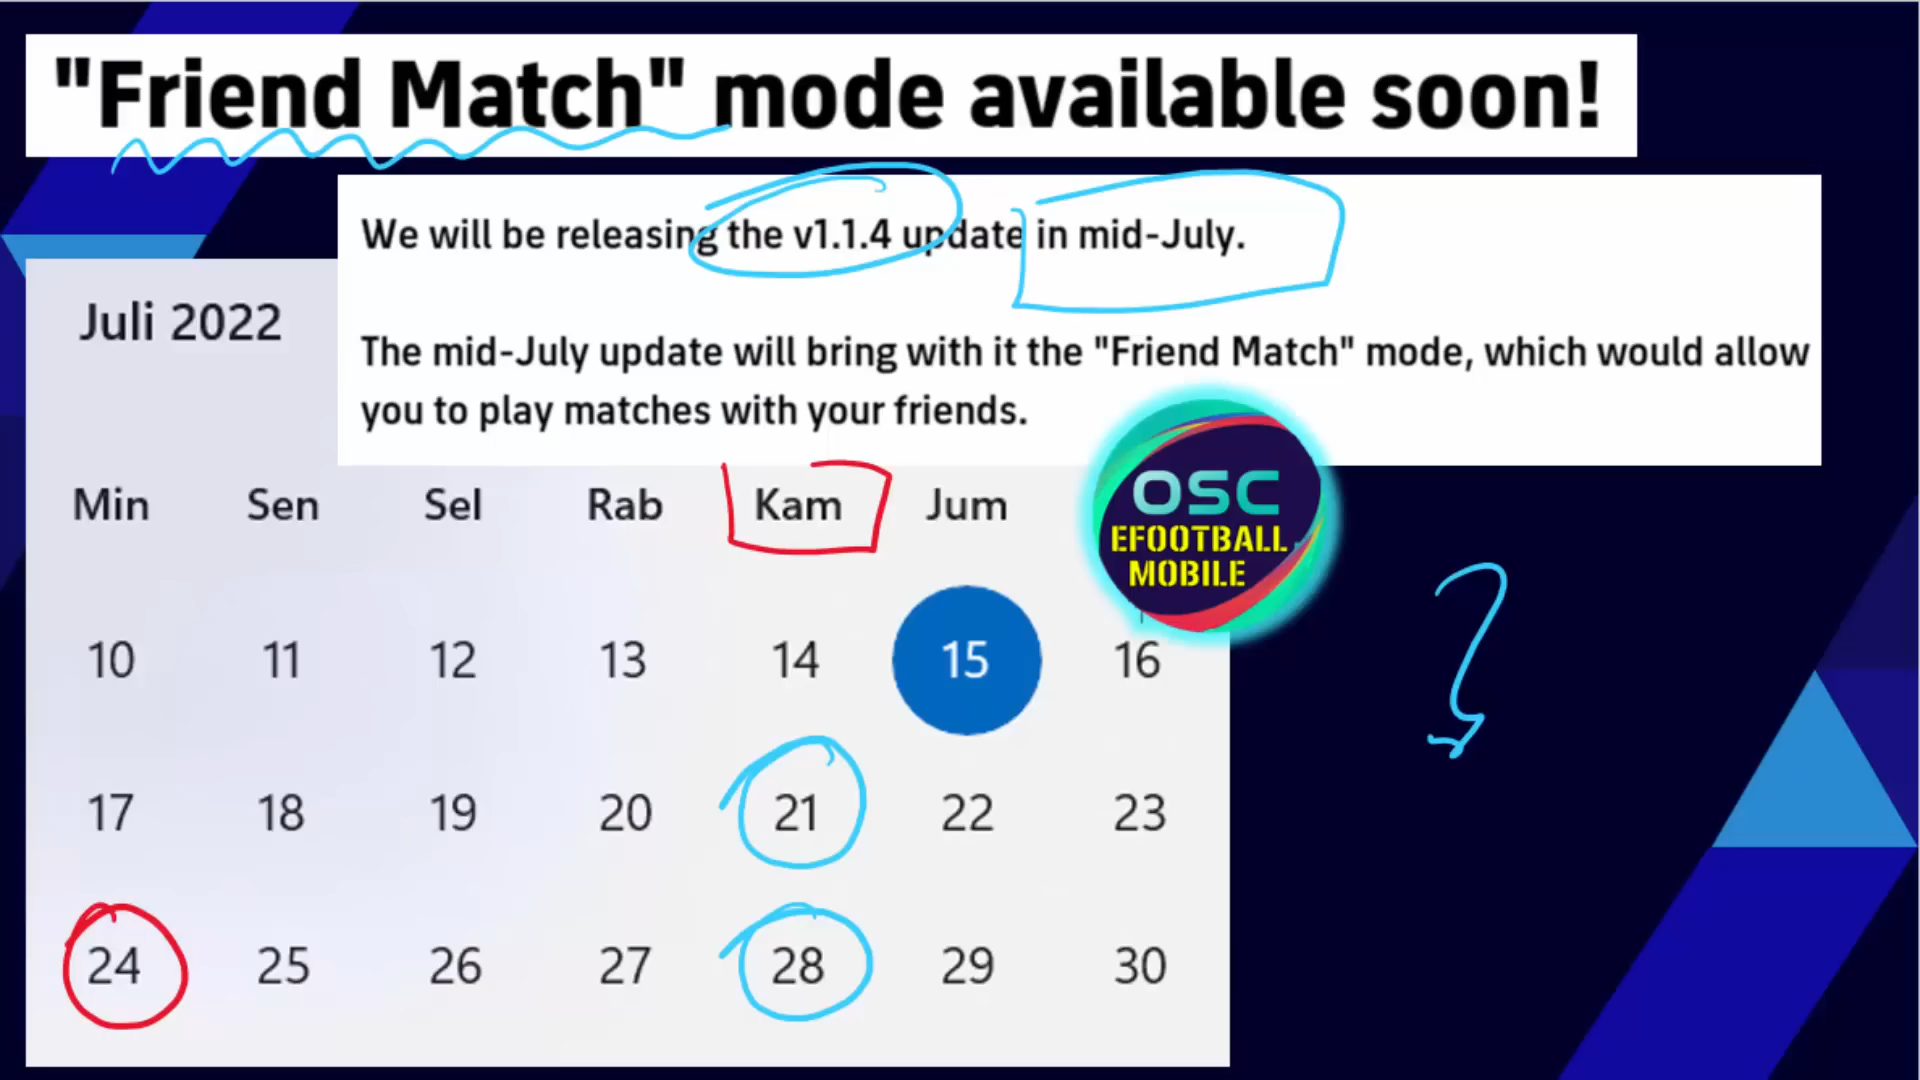 "Friend Match" mode available soon!
We will be releasing the v1.1.4 update in mid-July.
The mid-July update will bring with it the "Friend Match" mode, which would allow
you to play matches with your friends.
Juli 2022
OSC
EFOOTBALL
MOBILE
Min Sen Sel Rab Kam Jum
10 11 12 13 14 15 16
17 18 19 20 21 22 23
24 25 26 27 28 29 30
?